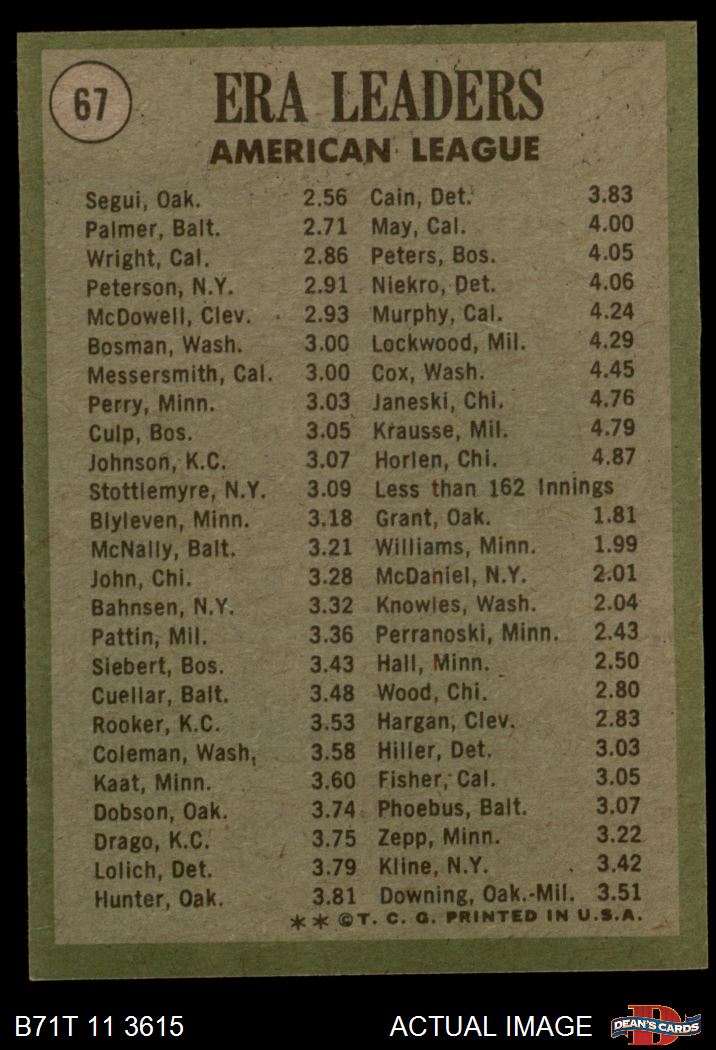 67
ERA LEADERS
AMERICAN LEAGUE
Segui, Oak. 2.56 Cain, Det. 3.83
Palmer, Balt. 2.71 May, Cal. 4.00
Wright, Cal. 2.86 Peters, Bos. 4.05
Peterson, N.Y. 2.91 Niekro, Det. 4.06
McDowell, Clev. 2.93 Murphy, Cal. 4.24
Bosman, Wash. 3.00 Lockwood, Mil. 4.29
Messersmith, Cal. 3.00 Cox, Wash. 4.45
Perry, Minn. 3.03 Janeski, Chi. 4.76
Culp, Bos. 3.05 Krausse, Mil. 4.79
Johnson, K.C. 3.07 Horlen, Chi. 4.87
Stottlemyre, N.Y. 3.09 Less than 162 Innings
Blyleven, Minn. 3.18 Grant, Oak. 1.81
McNally, Balt. 3.21 Williams, Minn. 1.99
John, Chi. 3.28 McDaniel, N.Y. 2.01
Bahnsen, N.Y. 3.32 Knowles, Wash. 2.04
Pattin, Mil. 3.36 Perranoski, Minn. 2.43
Siebert, Bos. 3.43 Hall, Minn. 2.50
Cuellar, Balt. 3.48 Wood, Chi. 2.80
Rooker, K.C. 3.53 Hargan, Clev. 2.83
Coleman, Wash, 3.58 Hiller, Det. 3.03
Kaat, Minn. 3.60 Fisher, Cal. 3.05
Dobson, Oak. 3.74 Phoebus, Balt. 3.07
Drago, K.C. 3.75 Zepp, Minn. 3.22
Lolich, Det. 3.79 Kline, N.Y. 3.42
Hunter, Oak. 3.81 Downing, Oak.-Mil. 3.51
** ©T. C. G. PRINTED IN U.S.A.
B71T 11 3615 ACTUAL IMAGE DEAN'S CARDS